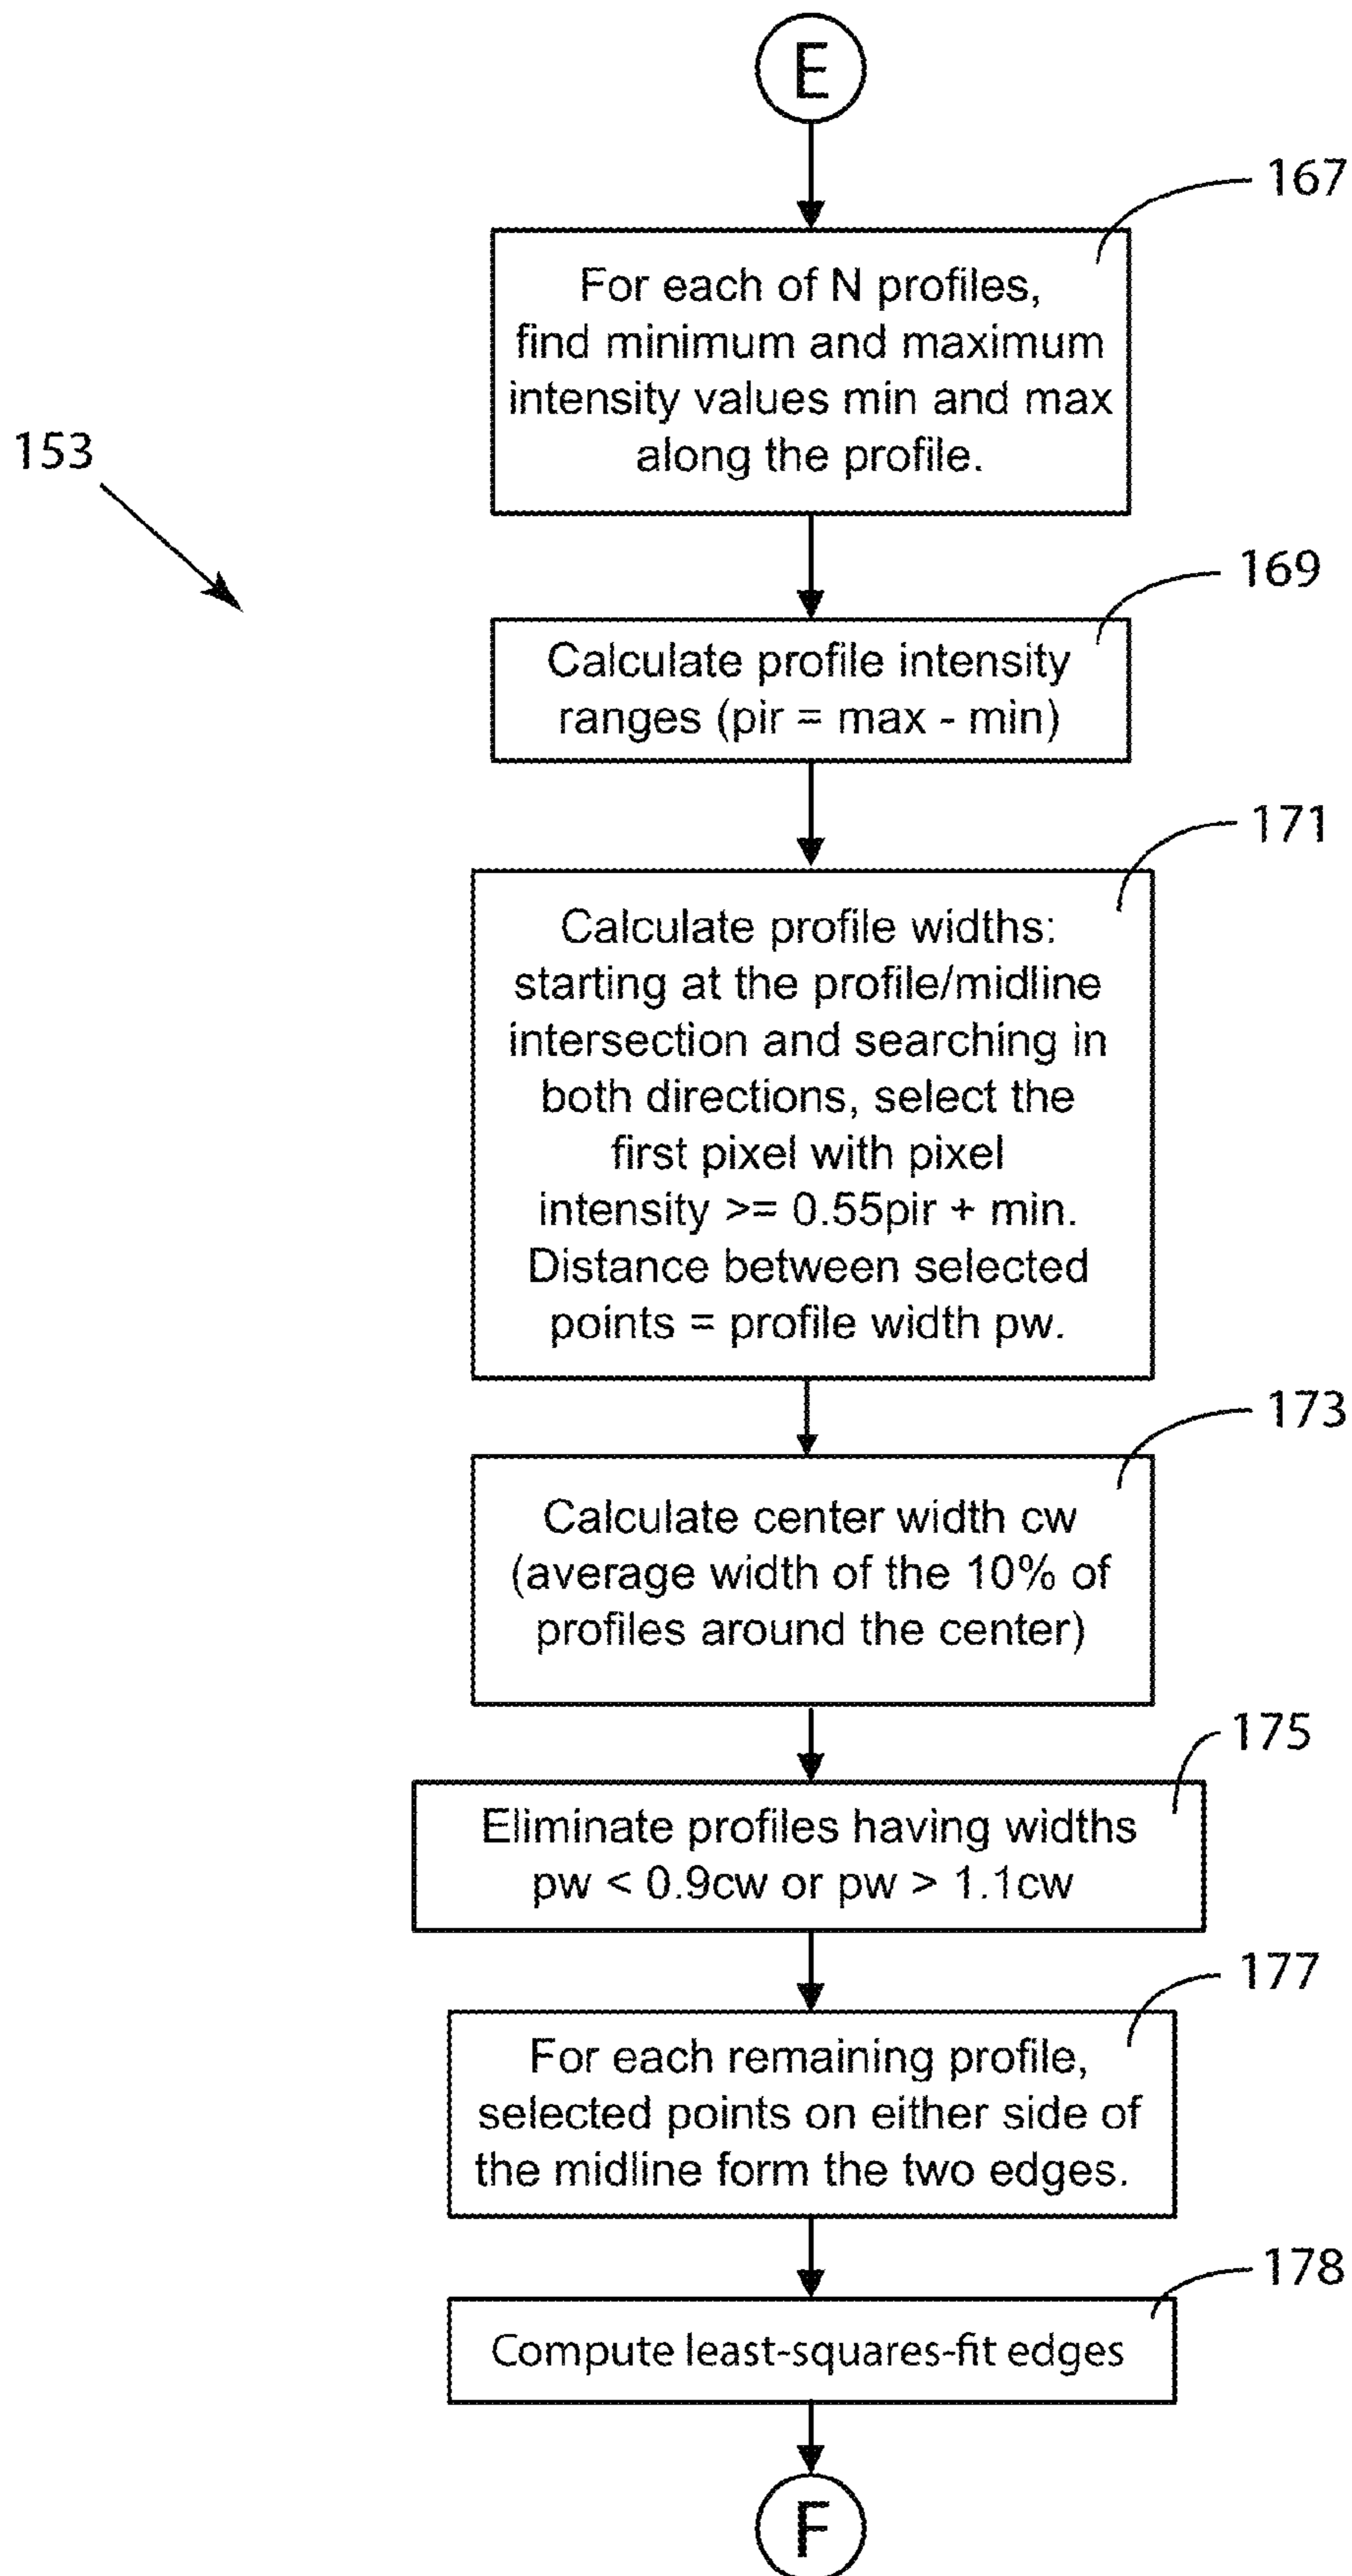 E
167
For each of N profiles,
find minimum and maximum
intensity values min and max
along the profile.
153
169
Calculate profile intensity
ranges (pir = max - min)
171
Calculate profile widths:
starting at the profile/midline
intersection and searching in
both directions, select the
first pixel with pixel
intensity >= 0.55pir + min.
Distance between selected
points = profile width pw.
173
Calculate center width cw
(average width of the 10% of
profiles around the center)
175
Eliminate profiles having widths
pw < 0.9cw or pw > 1.1cw
177
For each remaining profile,
selected points on either side of
the midline form the two edges.
178
Compute least-squares-fit edges
F